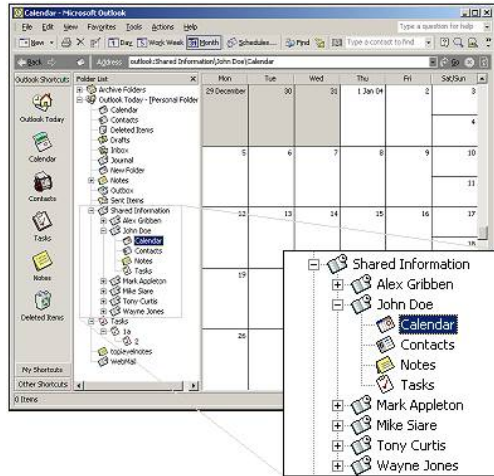 Calendar - Microsoft Outlook
File Edit View Favorites Tools Actions Help
Type a question for help
New Day Work Week 31 Month Schedules... Find Type a contact to find
Back Address outlook:Shared Information\John Doe\Calendar Go
Outlook Shortcuts
Outlook Today
Calendar
Contacts
Tasks
Notes
Deleted Items
My Shortcuts
Other Shortcuts
0 Items
Folder List
Archive Folders
Outlook Today - [Personal Folder
Calendar
Contacts
Deleted Items
Drafts
Inbox
Journal
New Folder
Notes
Outbox
Sent Items
Shared Information
Alex Gribben
John Doe
Calendar
Contacts
Notes
Tasks
Mark Appleton
Mike Siare
Tony Curtis
Wayne Jones
Tasks
1a
2
toplevelnotes
WebMail
Mon Tue Wed Thu Fri Sat/Sun
29 December 30 31 1 Jan 04 2 3
4
5 6 7 8 9 10
11
12 13 14 15 16 17
18
19
26
Shared Information
Alex Gribben
John Doe
Calendar
Contacts
Notes
Tasks
Mark Appleton
Mike Siare
Tony Curtis
Wayne Jones